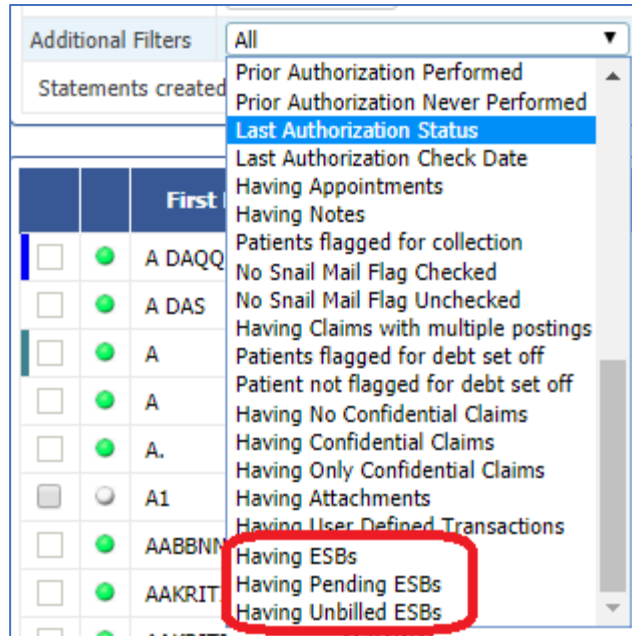 Additional Filters All
Statements created
Prior Authorization Performed
Prior Authorization Never Performed
Last Authorization Status
Last Authorization Check Date
Having Appointments
Having Notes
Patients flagged for collection
No Snail Mail Flag Checked
No Snail Mail Flag Unchecked
Having Claims with multiple postings
Patients flagged for debt set off
Patient not flagged for debt set off
Having No Confidential Claims
Having Confidential Claims
Having Only Confidential Claims
Having Attachments
Having User Defined Transactions
Having ESBs
Having Pending ESBs
Having Unbilled ESBs
First
A DAQQ
A DAS
A
A
A.
A1
AABBNN
AAKRITI